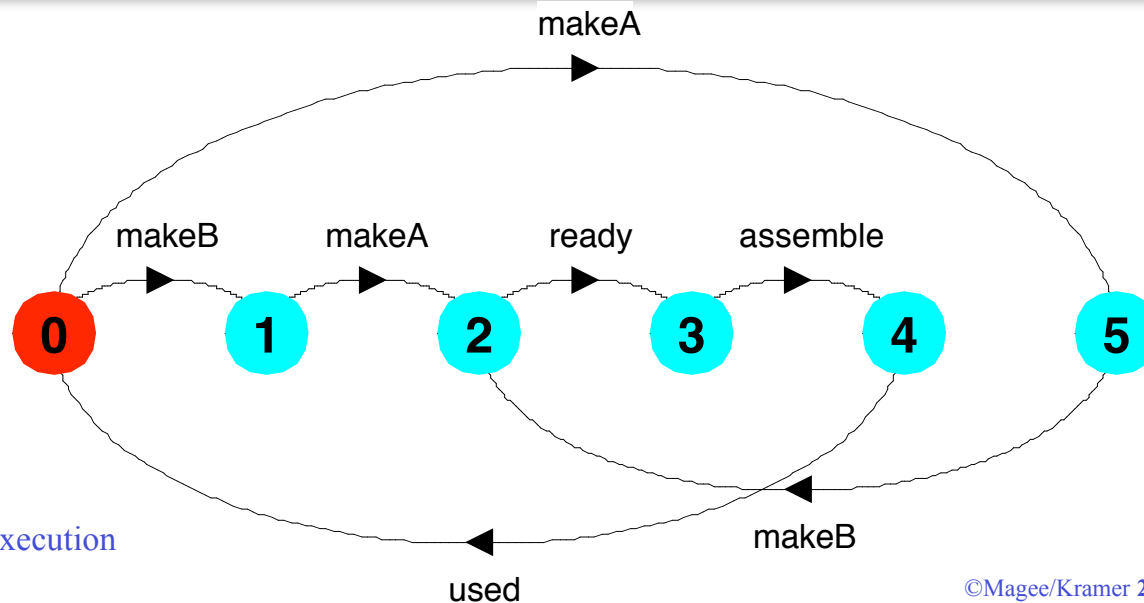 makeA
makeB makeA ready assemble
0 1 2 3 4 5
makeB
xecution
used
©Magee/Kramer 2